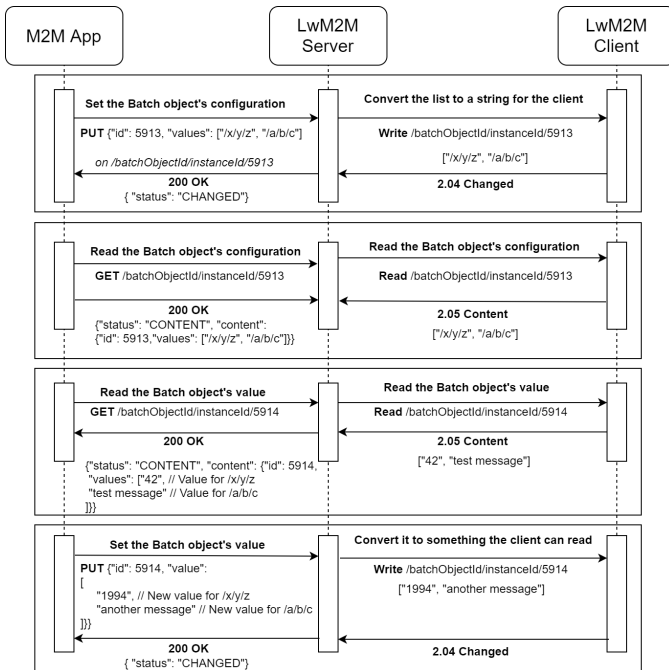 M2M App
LwM2M
Server
LwM2M
Client
Set the Batch object's configuration
Convert the list to a string for the client
PUT {"id": 5913, "values": ["/x/y/z", "/a/b/c"]
Write /batchObjectId/instanceId/5913
on /batchObjectId/instanceId/5913
["/x/y/z", "/a/b/c"]
200 OK
2.04 Changed
{ "status": "CHANGED"}
Read the Batch object's configuration
Read the Batch object's configuration
GET /batchObjectId/instanceId/5913
Read /batchObjectId/instanceId/5913
200 OK
2.05 Content
{"status": "CONTENT", "content":
["/x/y/z", "/a/b/c"]
{"id": 5913,"values": ["/x/y/z", "/a/b/c"]}}
Read the Batch object's value
Read the Batch object's value
GET /batchObjectId/instanceId/5914
Read /batchObjectId/instanceId/5914
200 OK
2.05 Content
{"status": "CONTENT", "content": {"id": 5914,
["42", "test message"]
"values": ["42", // Value for /x/y/z
"test message" // Value for /a/b/c
]}}
Set the Batch object's value
Convert it to something the client can read
PUT {"id": 5914, "value":
Write /batchObjectId/instanceId/5914
[
["1994", "another message"]
"1994", // New value for /x/y/z
"another message" // New value for /a/b/c
]}}
200 OK
2.04 Changed
{ "status": "CHANGED"}